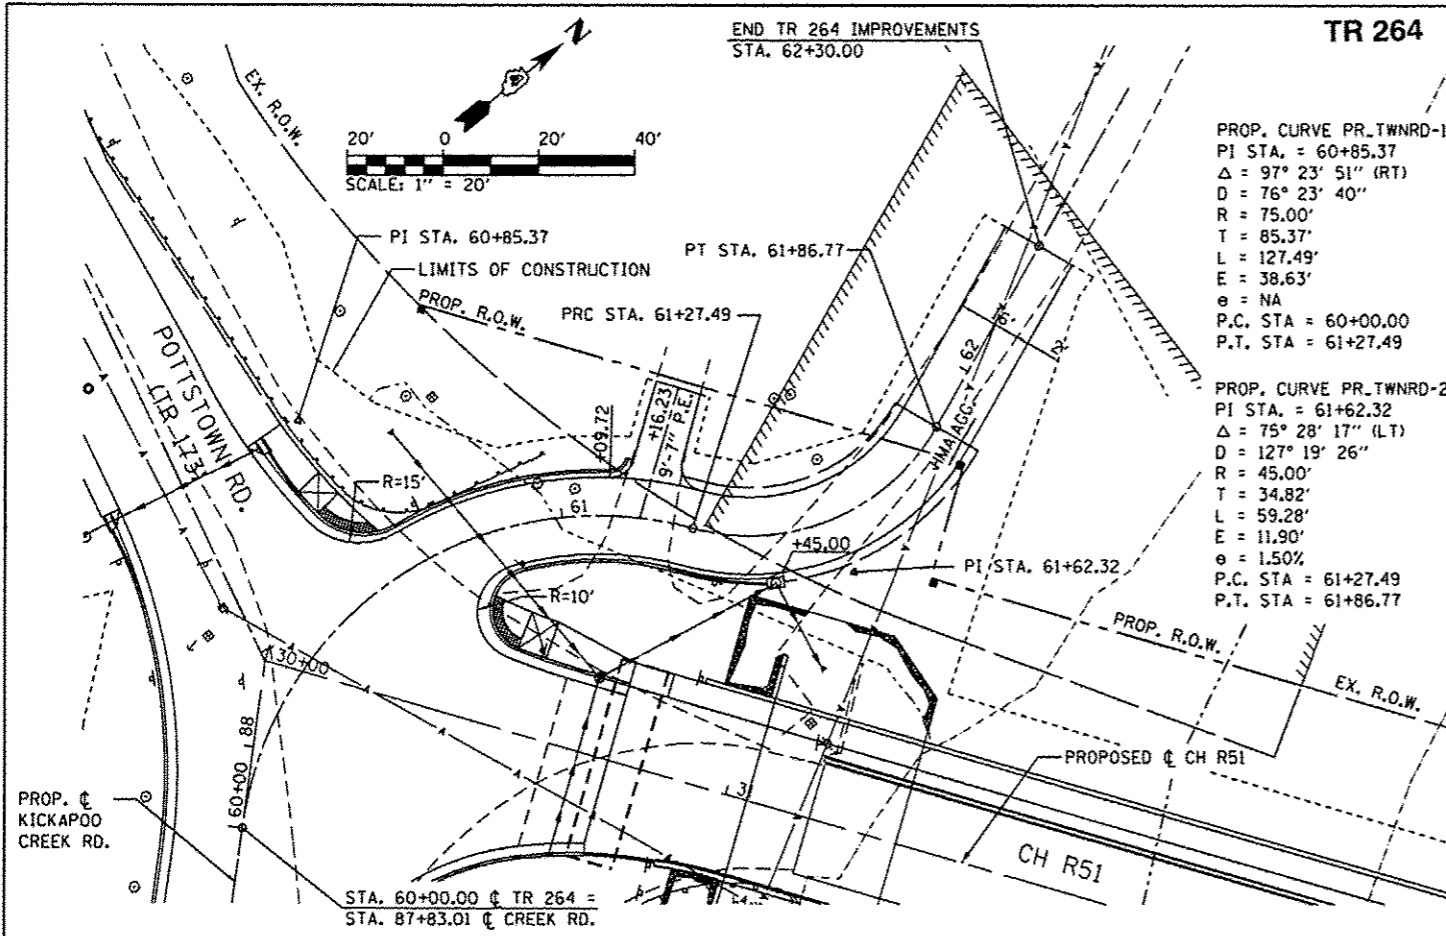 END TR 264 IMPROVEMENTS
STA. 62+30.00
TR 264
N
EX. R.O.W.
20' 0 20' 40'
SCALE: 1" = 20'
PROP. CURVE PR_TWNRD-1
PI STA. = 60+85.37
Δ = 97° 23' 51" (RT)
D = 76° 23' 40"
R = 75.00'
T = 85.37'
L = 127.49'
E = 38.63'
e = NA
P.C. STA = 60+00.00
P.T. STA = 61+27.49
PI STA. 60+85.37
LIMITS OF CONSTRUCTION
PT STA. 61+86.77
PROP. R.O.W.
PRC STA. 61+27.49
POTTSTOWN RD.
(TR 173)
PROP. CURVE PR_TWNRD-2
PI STA. = 61+62.32
Δ = 75° 28' 17" (LT)
D = 127° 19' 26"
R = 45.00'
T = 34.82'
L = 59.28'
E = 11.90'
e = 1.50%
P.C. STA = 61+27.49
P.T. STA = 61+86.77
16'
12'
62
HMA
AGG.
+09.72
+16.23
9'-7" P.E.
R=15'
61
+45.00
PI STA. 61+62.32
R=10'
PROP. R.O.W.
EX. R.O.W.
30+00
88
60+00
PROPOSED ℄ CH R51
31
CH R51
PROP. ℄
KICKAPOO
CREEK RD.
STA. 60+00.00 ℄ TR 264 =
STA. 87+83.01 ℄ CREEK RD.